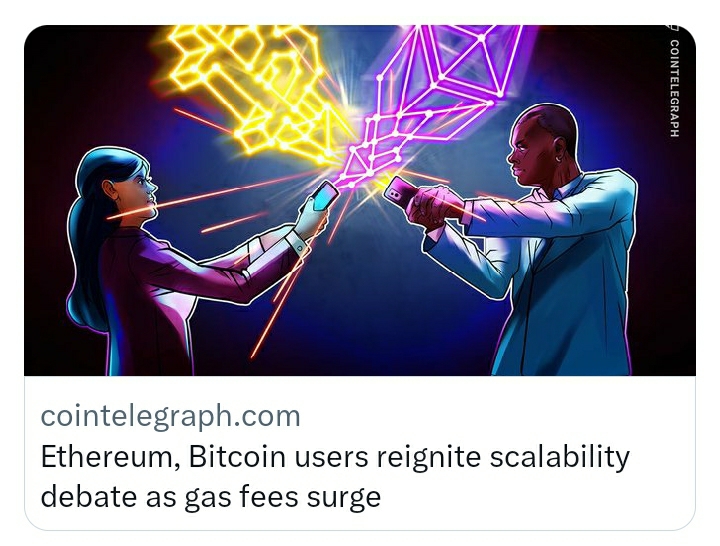 COINTELEGRAPH
cointelegraph.com
Ethereum, Bitcoin users reignite scalability
debate as gas fees surge